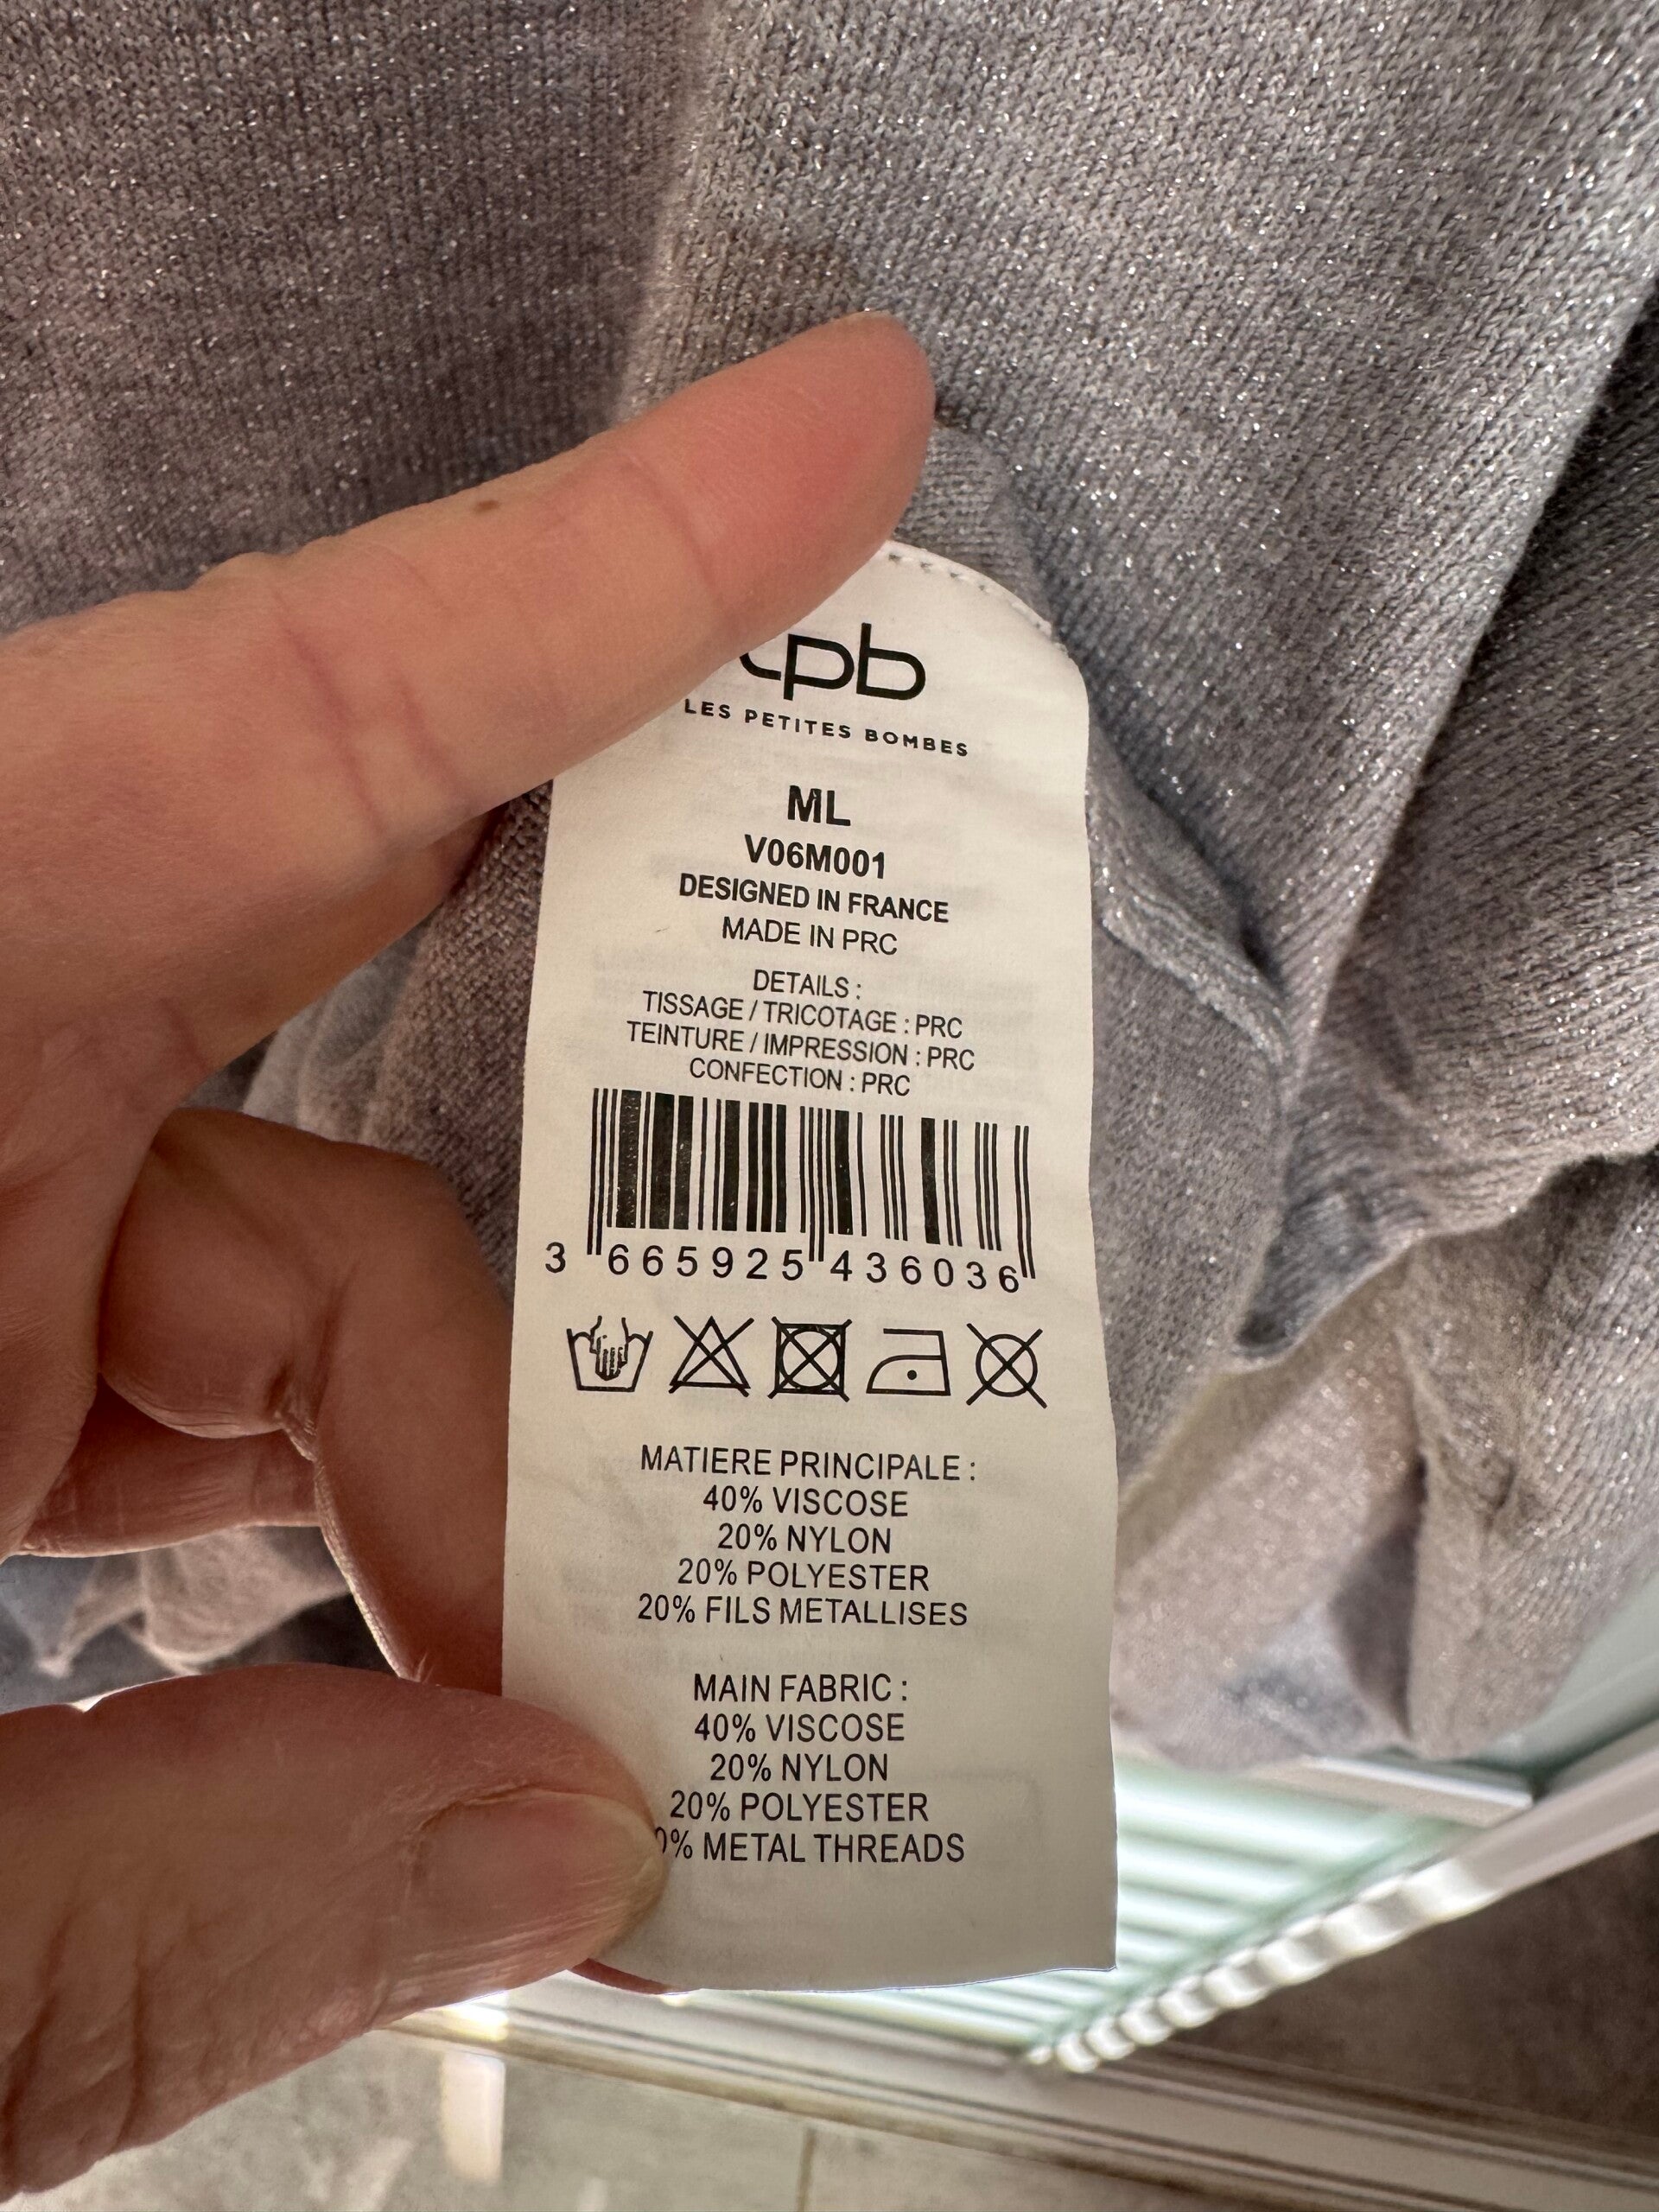 lpb
LES PETITES BOMBES
ML
V06M001
DESIGNED IN FRANCE
MADE IN PRC
DETAILS :
TISSAGE / TRICOTAGE : PRC
TEINTURE / IMPRESSION : PRC
CONFECTION : PRC
3 665925 436036
MATIERE PRINCIPALE :
40% VISCOSE
20% NYLON
20% POLYESTER
20% FILS METALLISES
MAIN FABRIC :
40% VISCOSE
20% NYLON
20% POLYESTER
0% METAL THREADS